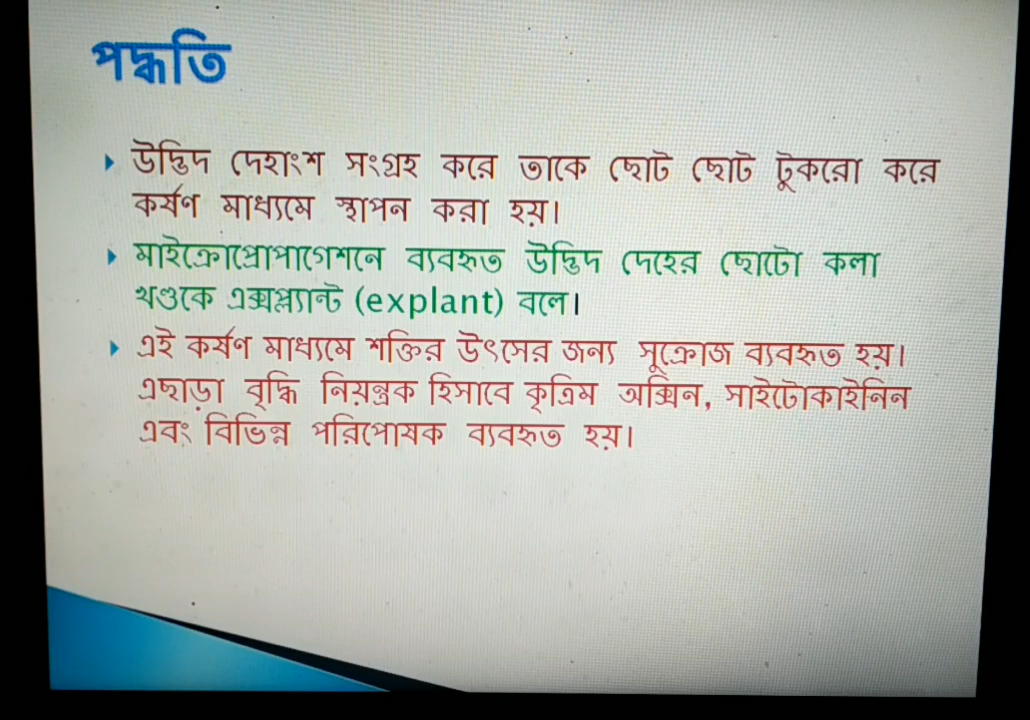 পদ্ধতি
উদ্ভিদ দেহাংশ সংগ্রহ করে তাকে ছোট ছোট টুকরো করে
কর্ষণ মাধ্যমে স্থাপন করা হয়।
মাইক্রোপ্রোপাগেশনে ব্যবহৃত উদ্ভিদ দেহের ছোটো কলা
খণ্ডকে এক্সপ্ল্যান্ট (explant) বলে।
এই কর্ষণ মাধ্যমে শক্তির উৎসের জন্য সুক্রোজ ব্যবহৃত হয়।
এছাড়া বৃদ্ধি নিয়ন্ত্রক হিসাবে কৃত্রিম অক্সিন, সাইটোকাইনিন
এবং বিভিন্ন পরিপোষক ব্যবহৃত হয়।